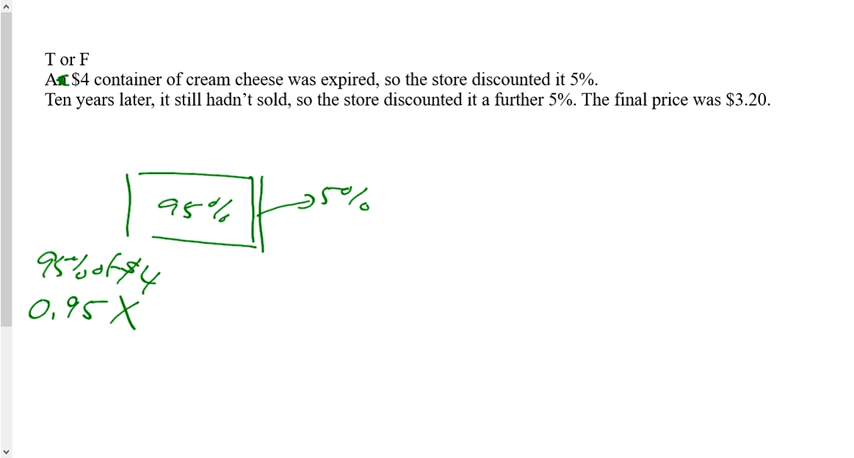 T or F
A $4 container of cream cheese was expired, so the store discounted it 5%.
Ten years later, it still hadn’t sold, so the store discounted it a further 5%. The final price was $3.20.
95% → 5%
95% of $4
0.95 X